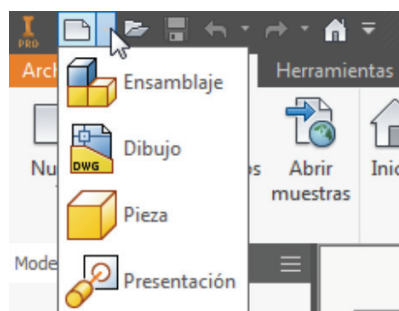 I
PRO
Arch
Herramientas
Ensamblaje
DWG
Dibujo
Nu
s
Abrir
muestras
Inic
Pieza
Mode
Presentación